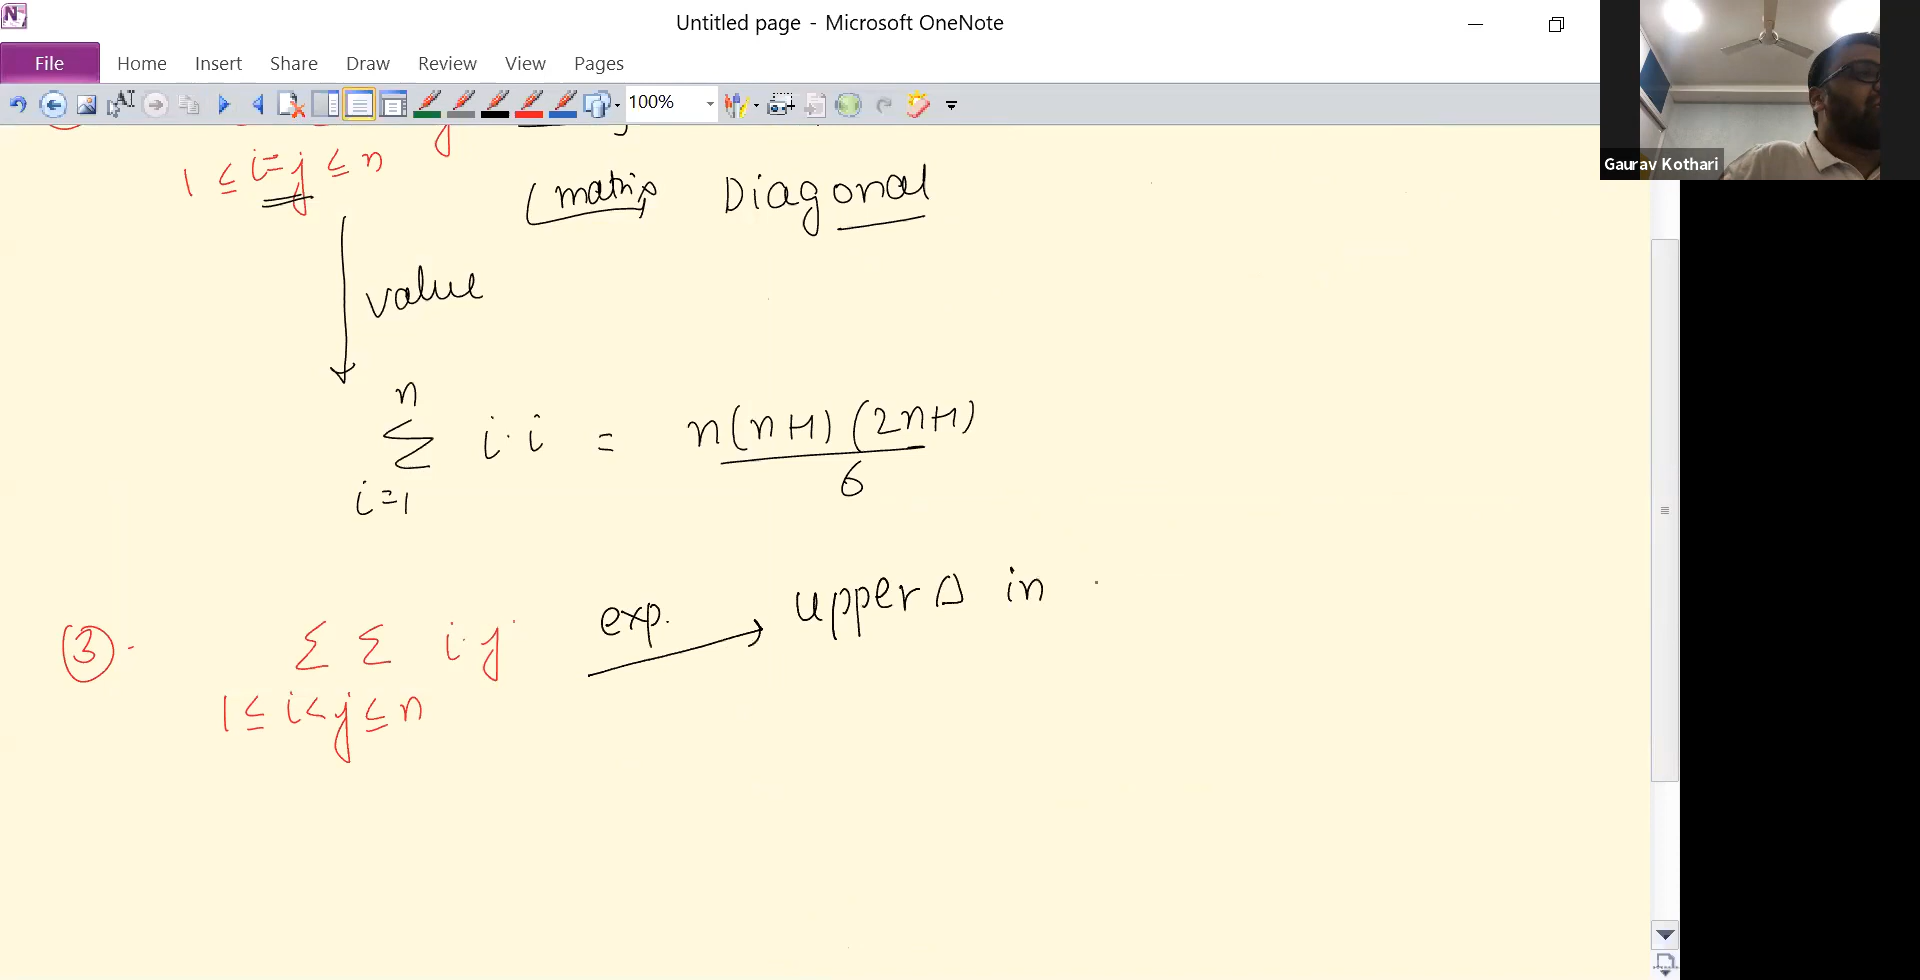 Untitled page - Microsoft OneNote
File Home Insert Share Draw Review View Pages
100%
Gaurav Kothari
1 ≤ i=j ≤ n
(matrix Diagonal
value
n
Σ i·i = n(n+1)(2n+1)
6
i=1
exp. upper Δ in
③. Σ Σ i·j
1 ≤ i<j ≤ n